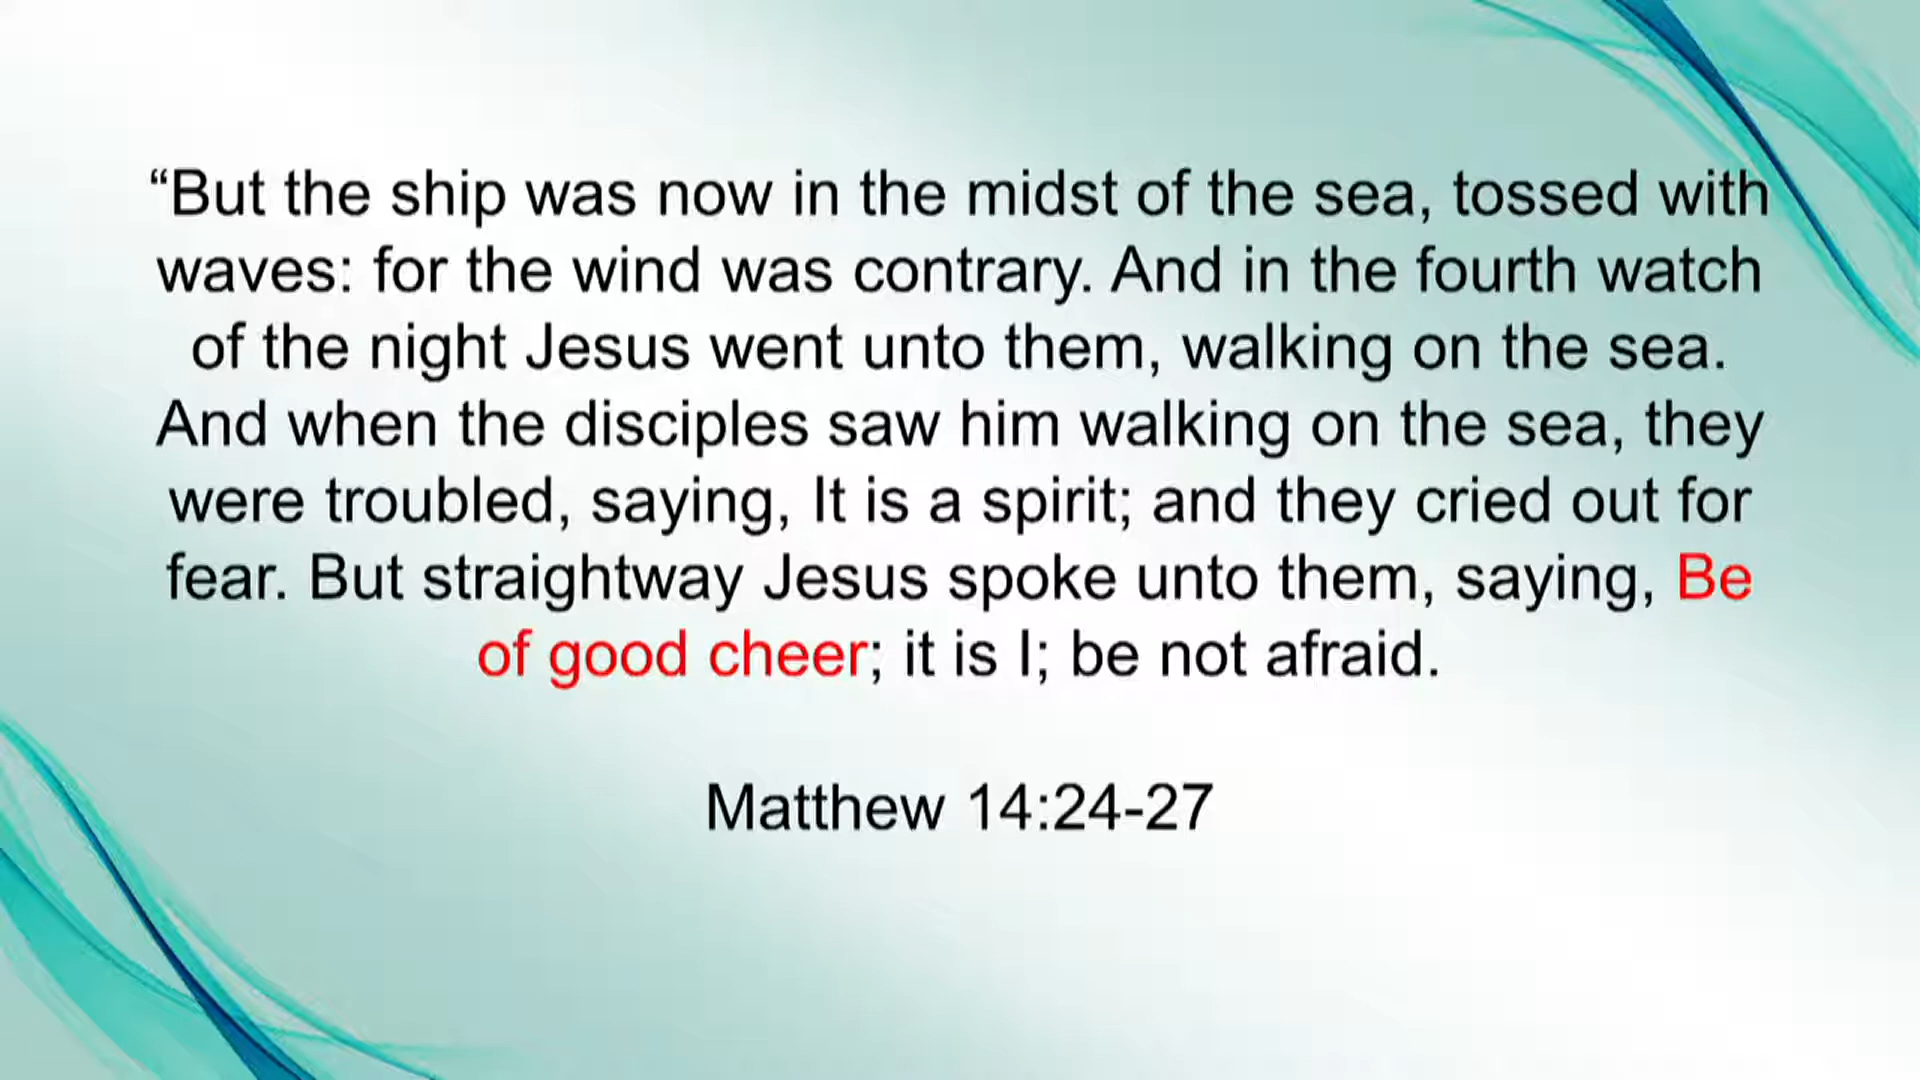 “But the ship was now in the midst of the sea, tossed with
waves: for the wind was contrary. And in the fourth watch
of the night Jesus went unto them, walking on the sea.
And when the disciples saw him walking on the sea, they
were troubled, saying, It is a spirit; and they cried out for
fear. But straightway Jesus spoke unto them, saying, Be
of good cheer; it is I; be not afraid.
Matthew 14:24-27